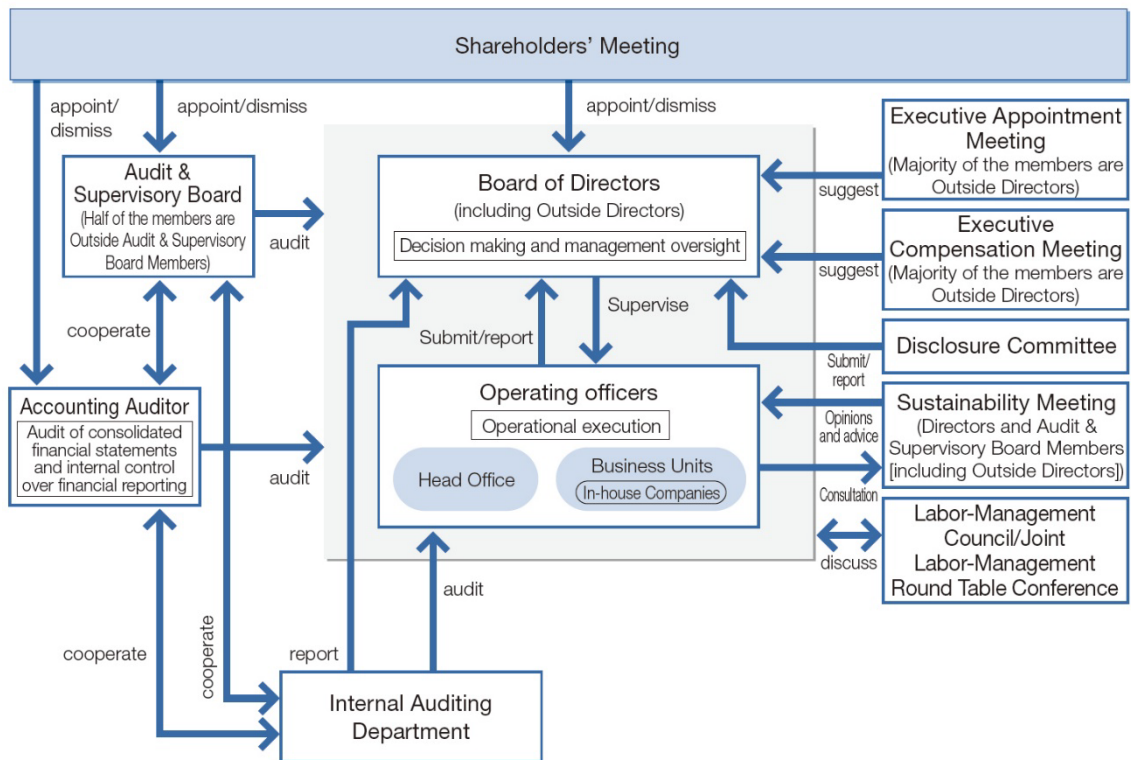 Shareholders’ Meeting
appoint/
dismiss
appoint/dismiss
appoint/dismiss
Audit &
Supervisory Board
(Half of the members are
Outside Audit & Supervisory
Board Members)
audit
Board of Directors
(including Outside Directors)
Decision making and management oversight
Executive Appointment
Meeting
(Majority of the members are
Outside Directors)
suggest
Executive
Compensation Meeting
(Majority of the members are
Outside Directors)
suggest
cooperate
Submit/report
Supervise
Disclosure Committee
Submit/
report
Accounting Auditor
Audit of consolidated
financial statements
and internal control
over financial reporting
audit
Operating officers
Operational execution
Head Office
Business Units
In-house Companies
Sustainability Meeting
(Directors and Audit &
Supervisory Board Members
[including Outside Directors])
Opinions
and advice
Consultation
Labor-Management
Council/Joint
Labor-Management
Round Table Conference
discuss
audit
cooperate
cooperate
report
Internal Auditing
Department